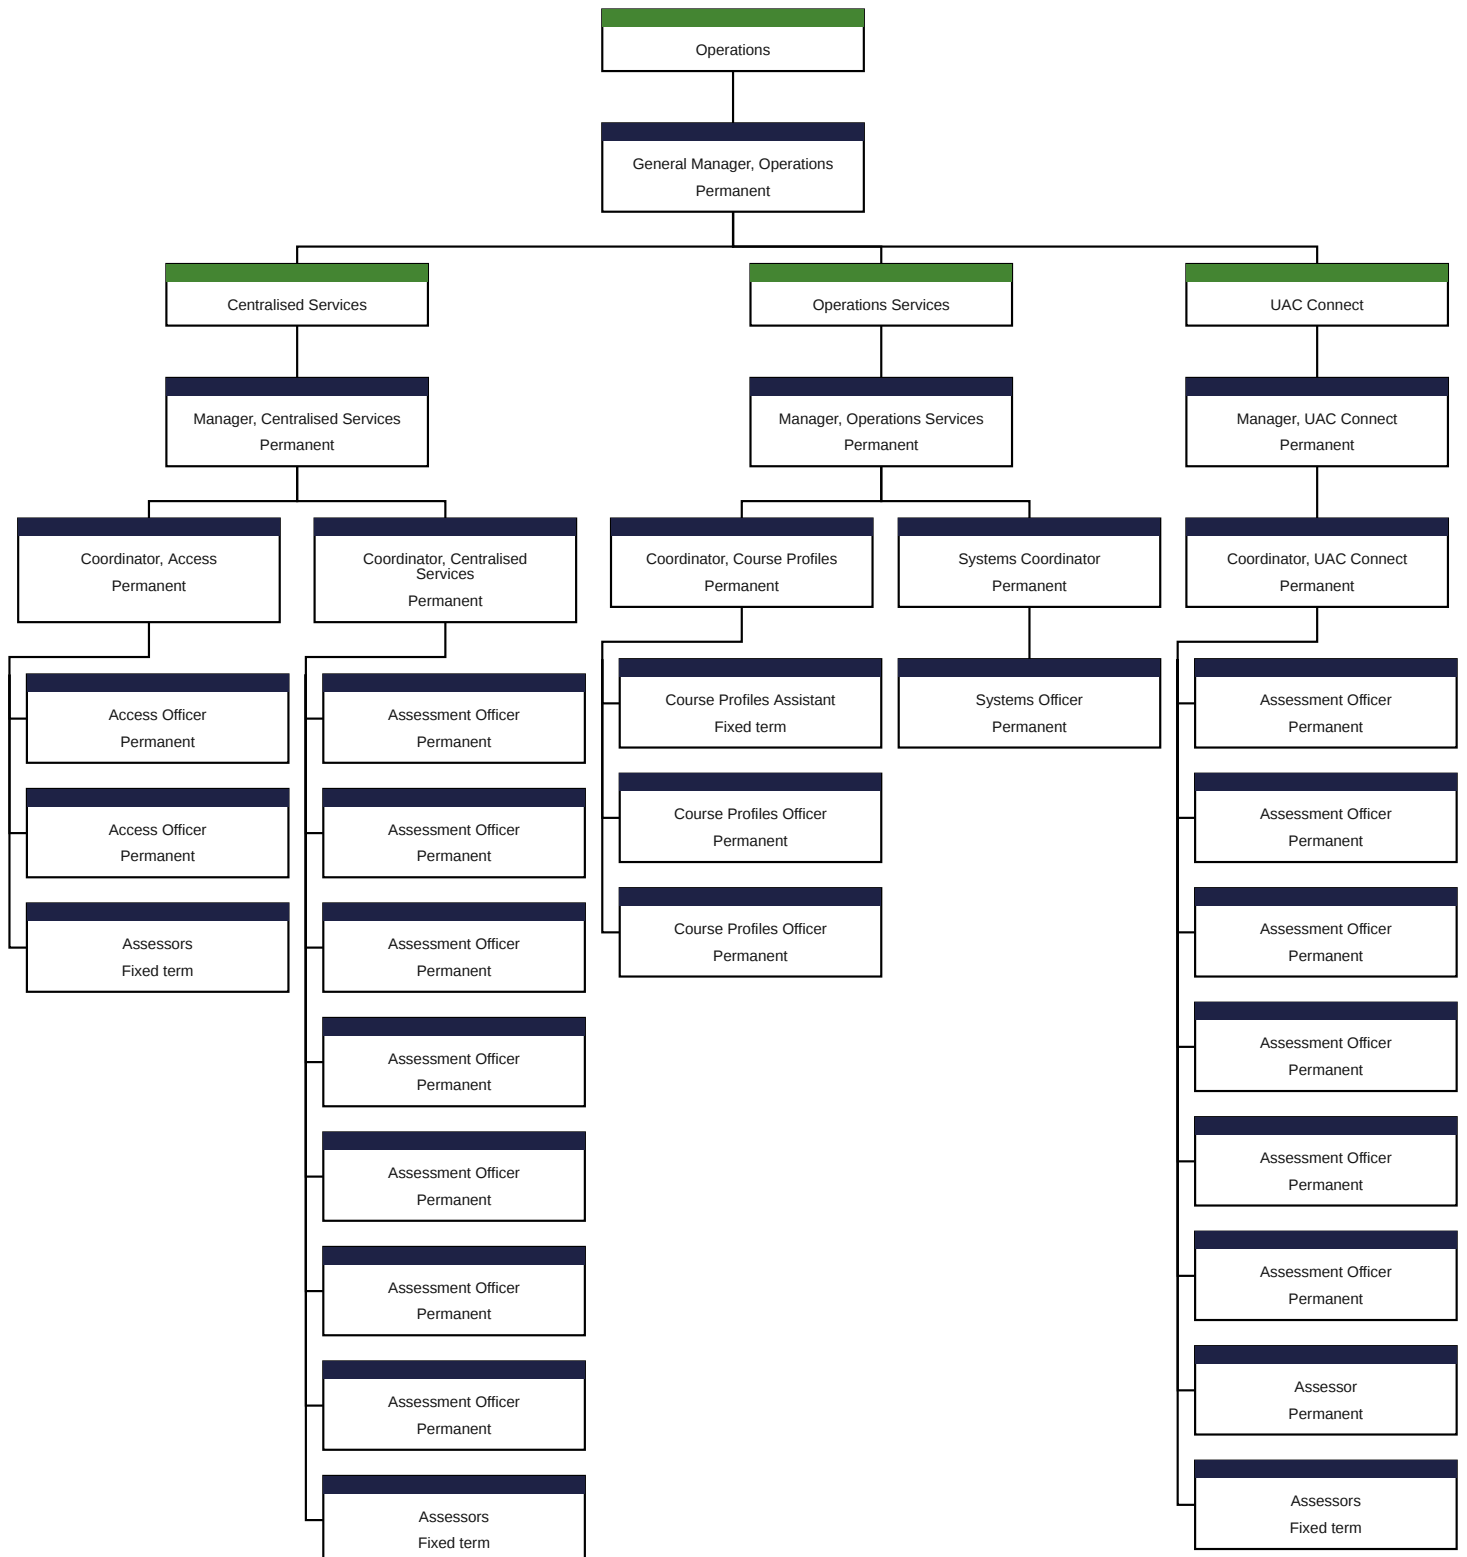 Operations
General Manager, Operations
Permanent
Centralised Services
Operations Services
UAC Connect
Manager, Centralised Services
Permanent
Manager, Operations Services
Permanent
Manager, UAC Connect
Permanent
Coordinator, Access
Permanent
Coordinator, Centralised
Services
Permanent
Coordinator, Course Profiles
Permanent
Systems Coordinator
Permanent
Coordinator, UAC Connect
Permanent
Access Officer
Permanent
Access Officer
Permanent
Assessors
Fixed term
Assessment Officer
Permanent
Assessment Officer
Permanent
Assessment Officer
Permanent
Assessment Officer
Permanent
Assessment Officer
Permanent
Assessment Officer
Permanent
Assessment Officer
Permanent
Assessors
Fixed term
Course Profiles Assistant
Fixed term
Course Profiles Officer
Permanent
Course Profiles Officer
Permanent
Systems Officer
Permanent
Assessment Officer
Permanent
Assessment Officer
Permanent
Assessment Officer
Permanent
Assessment Officer
Permanent
Assessment Officer
Permanent
Assessment Officer
Permanent
Assessor
Permanent
Assessors
Fixed term